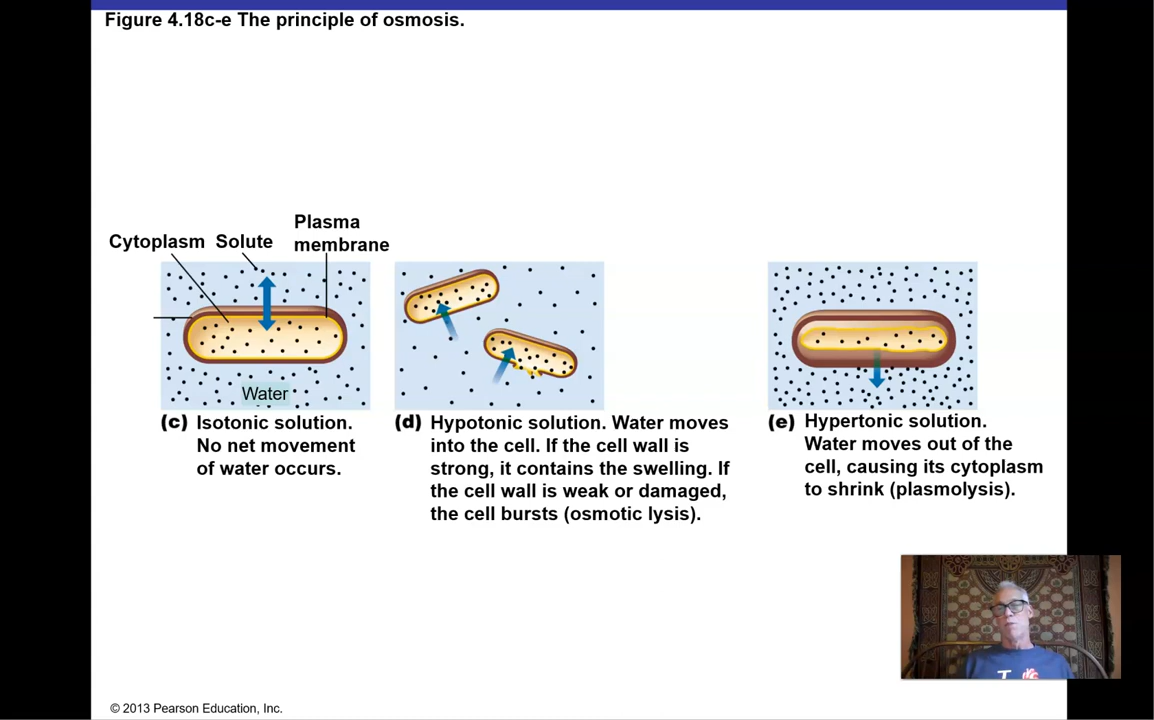 Figure 4.18c-e The principle of osmosis.
Plasma
membrane
Cytoplasm
Solute
Water
(c) Isotonic solution.
No net movement
of water occurs.
(d) Hypotonic solution. Water moves
into the cell. If the cell wall is
strong, it contains the swelling. If
the cell wall is weak or damaged,
the cell bursts (osmotic lysis).
(e) Hypertonic solution.
Water moves out of the
cell, causing its cytoplasm
to shrink (plasmolysis).
© 2013 Pearson Education, Inc.